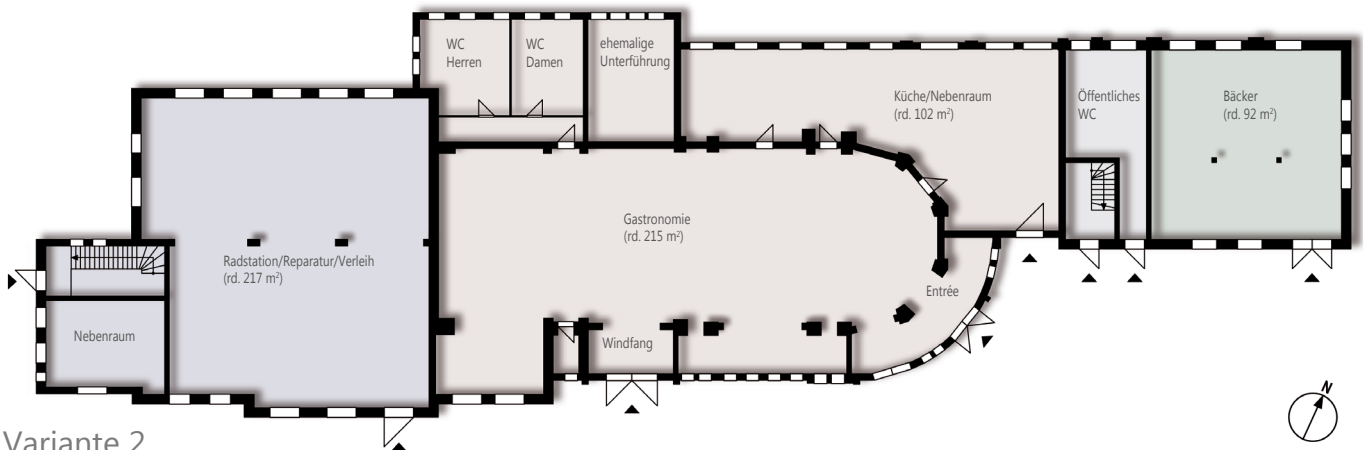 WC
Herren
WC
Damen
ehemalige
Unterführung
Küche/Nebenraum
(rd. 102 m²)
Öffentliches
WC
Bäcker
(rd. 92 m²)
Gastronomie
(rd. 215 m²)
Radstation/Reparatur/Verleih
(rd. 217 m²)
Entrée
Nebenraum
Windfang
N
Variante 2